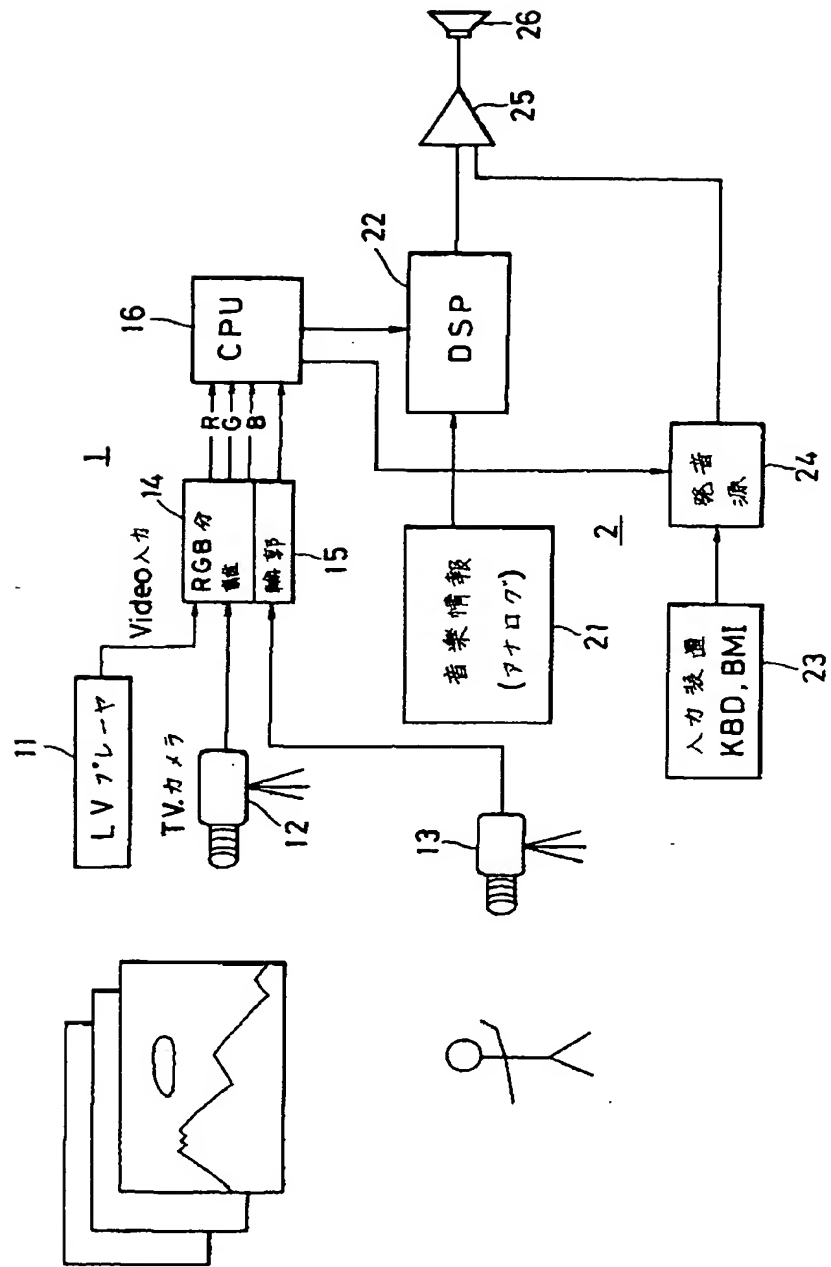 11
LVプレーヤ
Video入力
1
TV.カメラ
12
13
14
RGB分
離
輪郭
15
R
G
B
16
CPU
音楽情報
(アナログ)
21
2
22
DSP
入力装置
KBD, BMI
23
発音
源
24
25
26